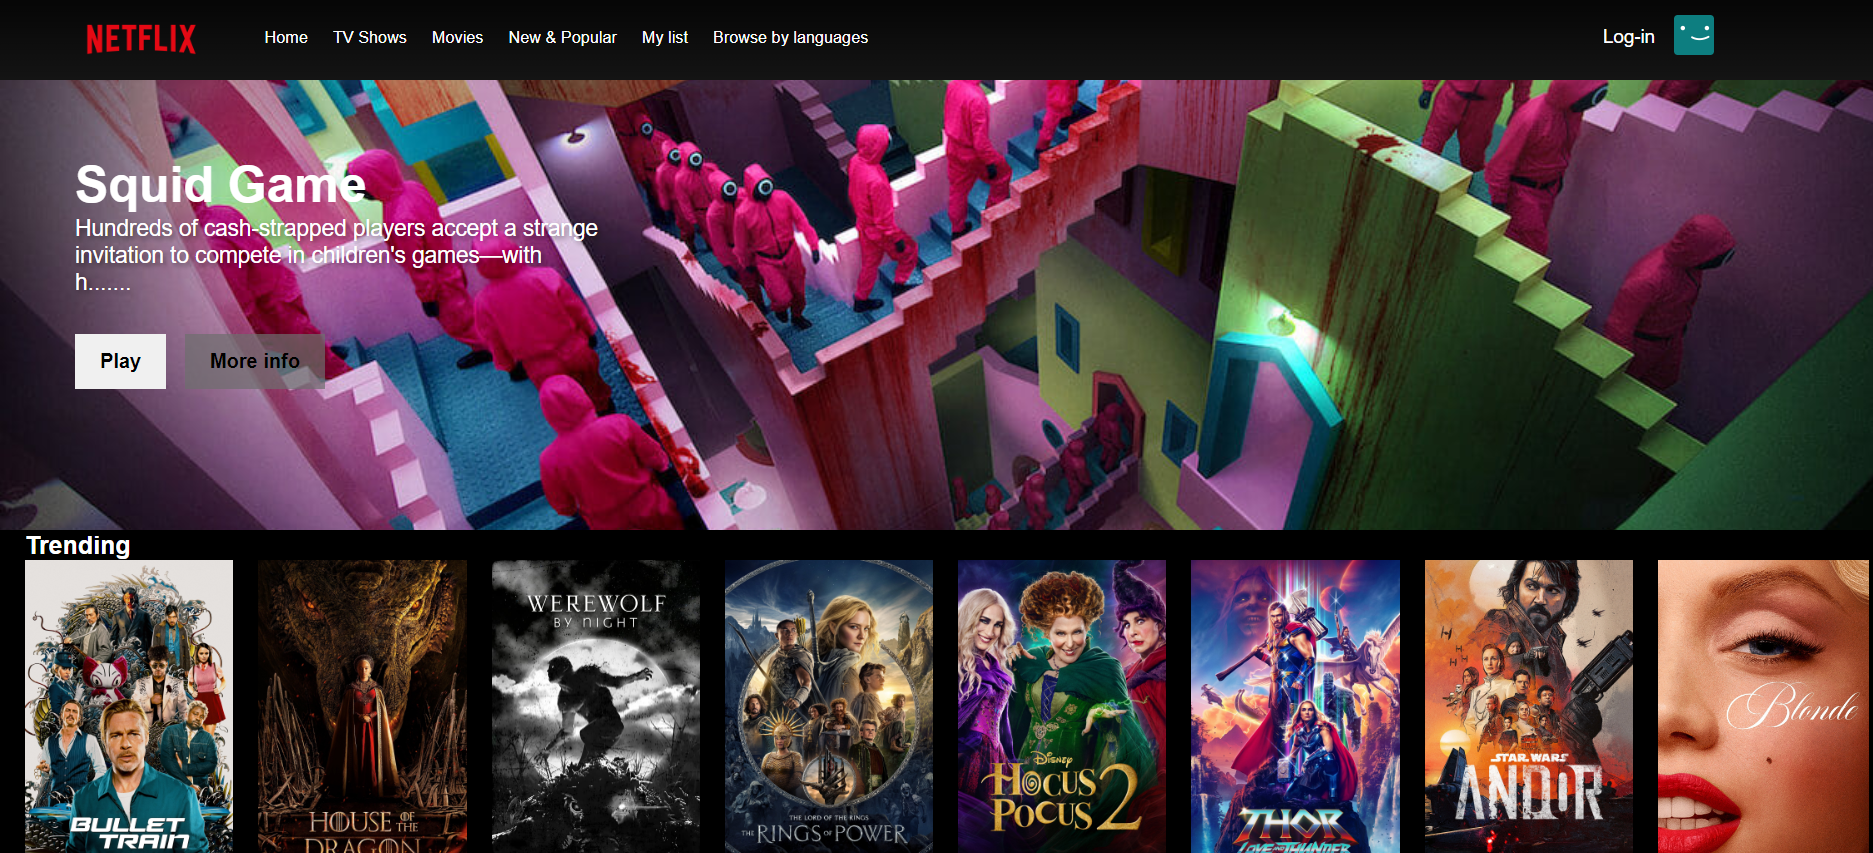 NETFLIX
Home
TV Shows
Movies
New & Popular
My list
Browse by languages
Log-in
Squid Game
Hundreds of cash-strapped players accept a strange
invitation to compete in children's games—with
h.......
Play
More info
Trending
BULLET
TRAIN
HOUSE OF THE
DRAGON
WEREWOLF
BY NIGHT
THE LORD OF THE RINGS
THE RINGS OF POWER
DISNEY
HOCUS
POCUS 2
THOR
LOVE AND THUNDER
STAR WARS
ANDOR
Blonde